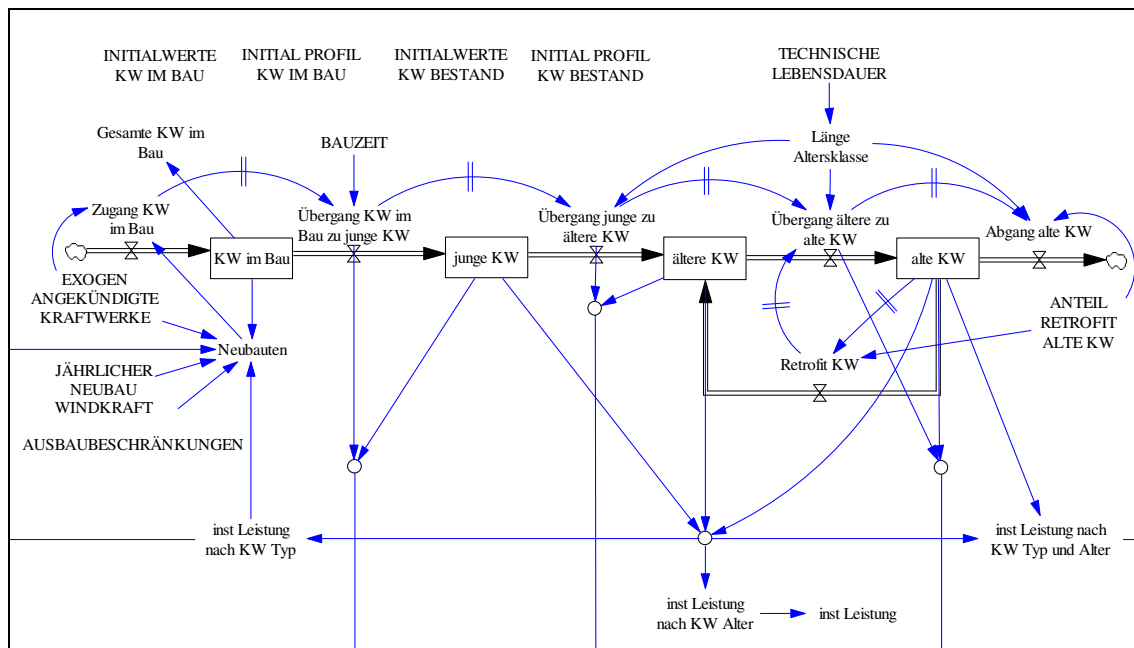 INITIALWERTE
KW IM BAU
INITIAL PROFIL
KW IM BAU
INITIALWERTE
KW BESTAND
INITIAL PROFIL
KW BESTAND
TECHNISCHE
LEBENSDAUER
Gesamte KW im
Bau
BAUZEIT
Länge
Altersklasse
Zugang KW
im Bau
Übergang KW im
Bau zu junge KW
Übergang junge zu
ältere KW
Übergang ältere zu
alte KW
Abgang alte KW
KW im Bau
junge KW
ältere KW
alte KW
EXOGEN
ANGEKÜNDIGTE
KRAFTWERKE
ANTEIL
RETROFIT
ALTE KW
Neubauten
Retrofit KW
JÄHRLICHER
NEUBAU
WINDKRAFT
AUSBAUBESCHRÄNKUNGEN
inst Leistung
nach KW Typ
inst Leistung nach
KW Typ und Alter
inst Leistung
nach KW Alter
inst Leistung